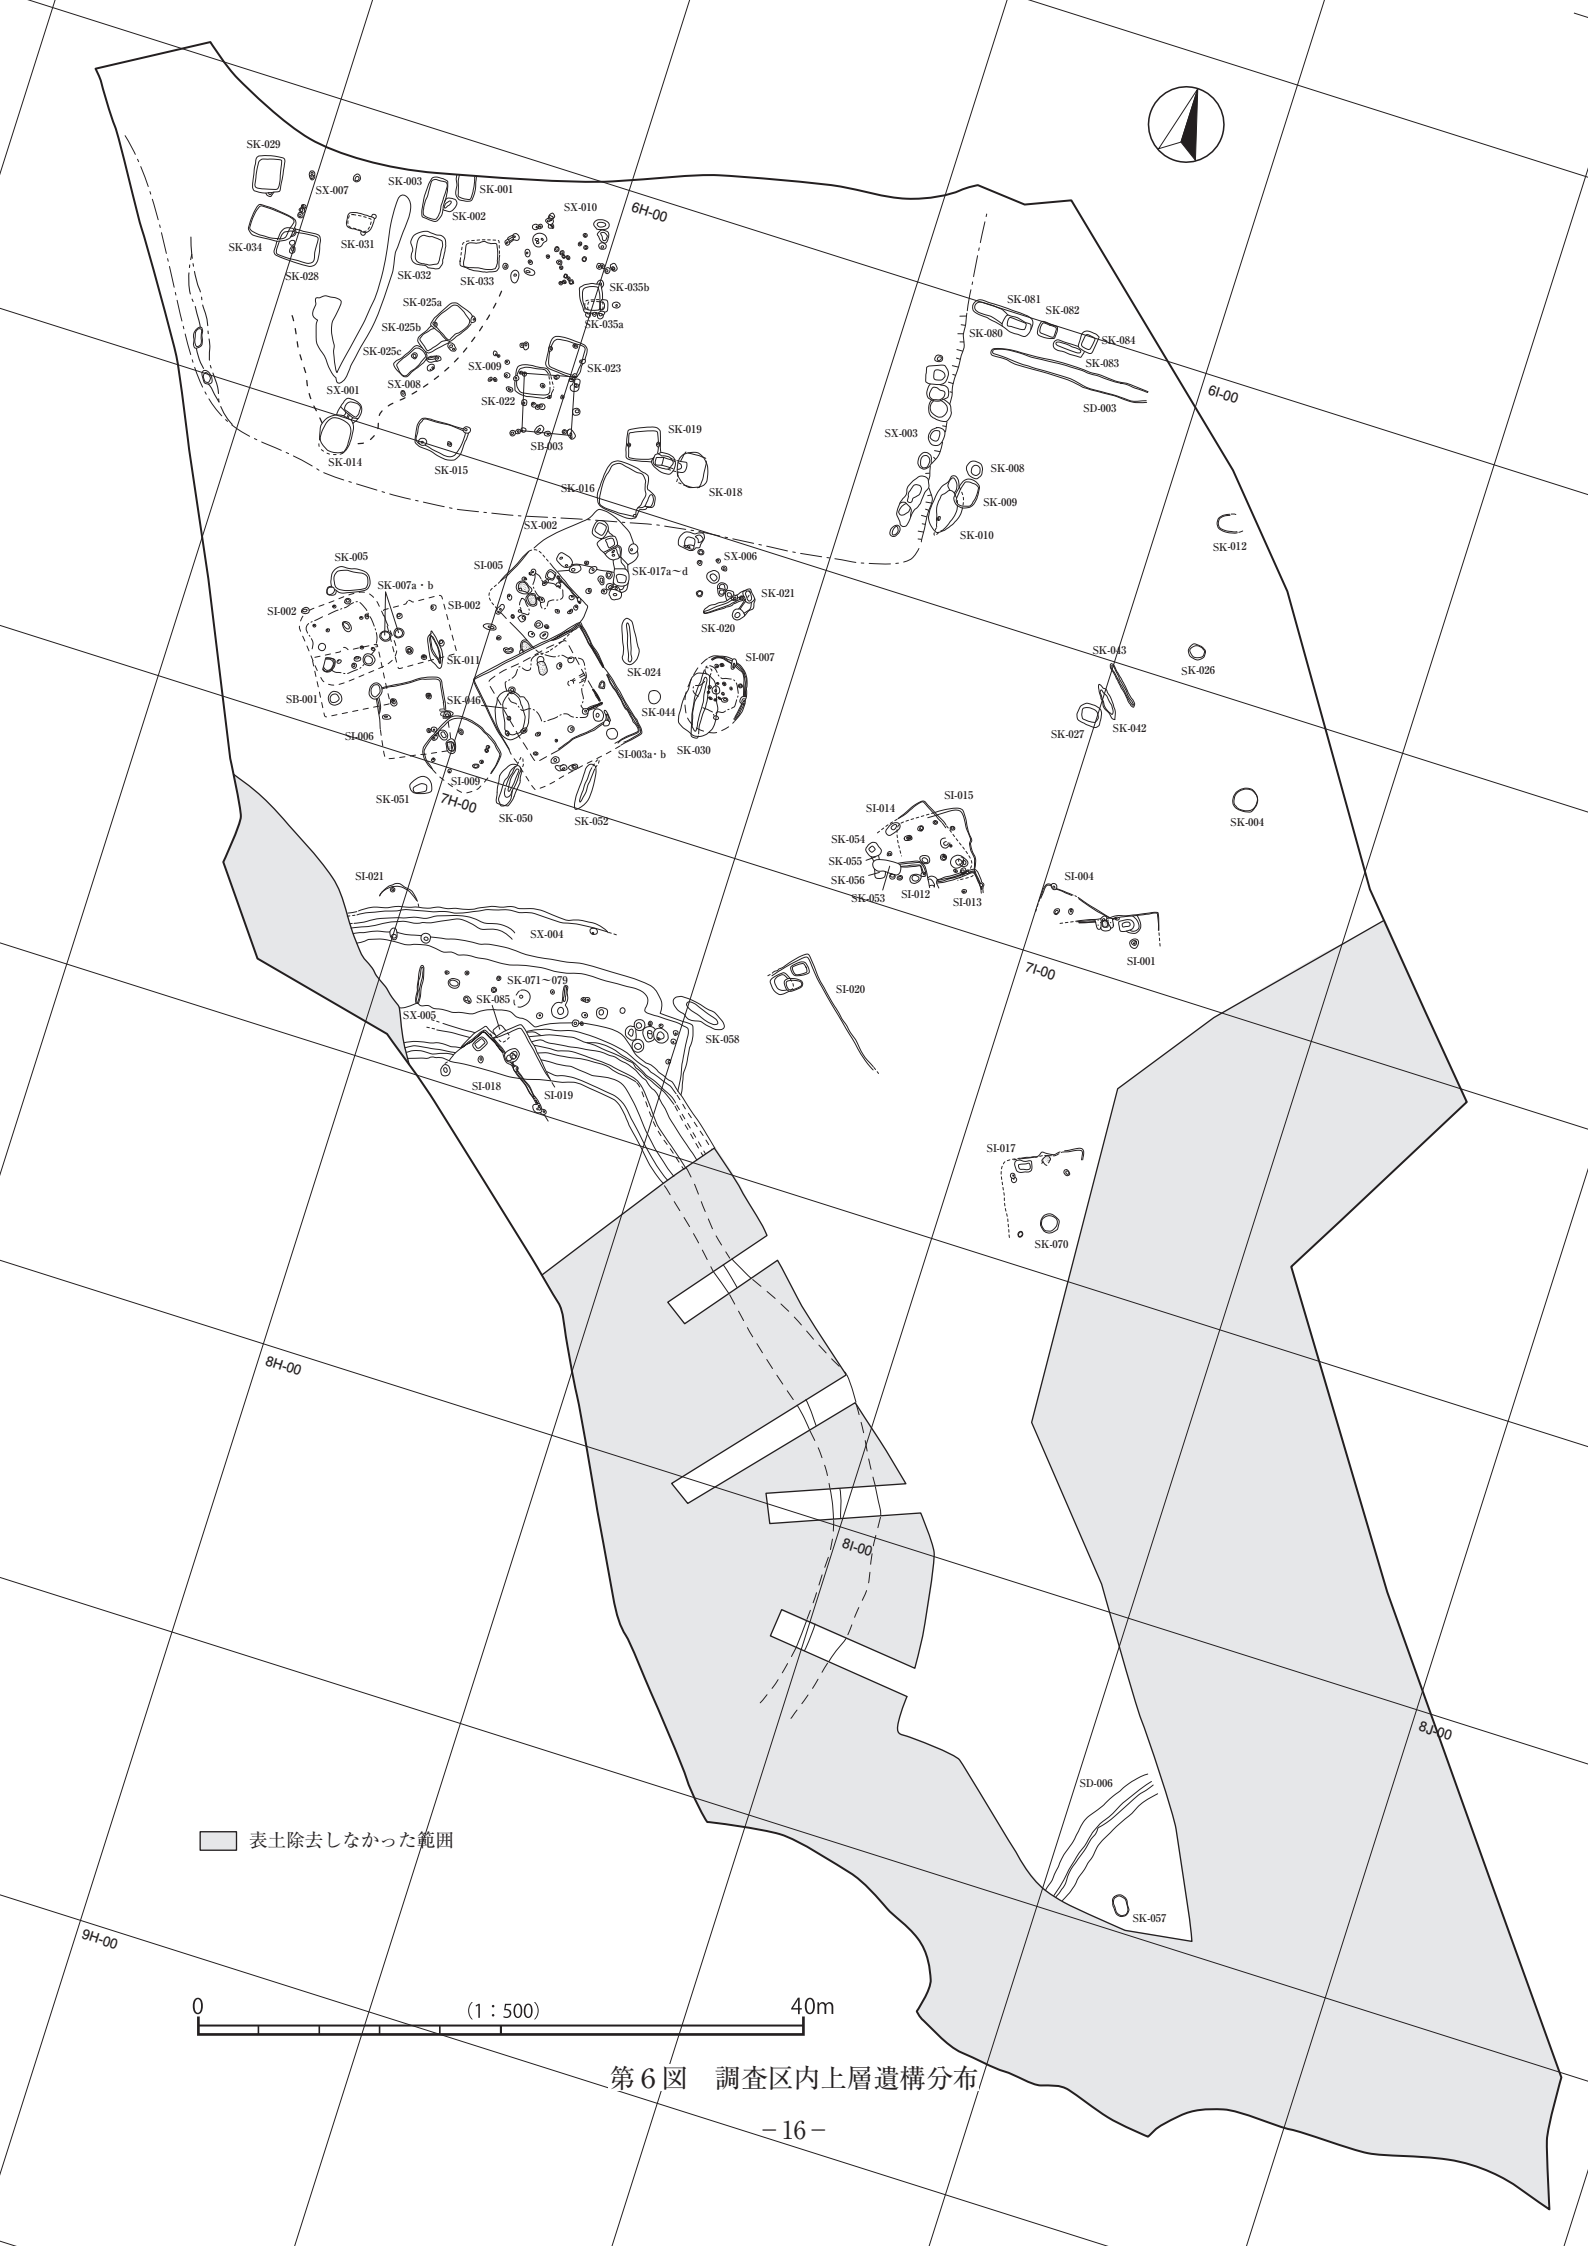 SK-029
SX-007
SK-003
SK-001
SK-002
SX-010
6H-00
SK-034
SK-028
SK-031
SK-032
SK-033
SK-035b
SK-035a
SK-025a
SK-025b
SK-025c
SX-009
SK-023
SX-001
SX-008
SK-022
SB-003
SK-014
SK-015
SK-019
SK-016
SK-018
SX-002
SK-081
SK-082
SK-080
SK-084
SK-083
SD-003
6I-00
SX-003
SK-008
SK-009
SK-010
SK-012
SK-005
SK-007a・b
SI-005
SK-017a～d
SX-006
SK-021
SK-020
SI-002
SB-002
SK-011
SK-024
SI-007
SB-001
SK-046
SK-044
SK-030
SI-006
SI-003a・b
SI-009
SK-051
7H-00
SK-050
SK-052
SK-043
SK-026
SK-027
SK-042
SK-004
SI-014
SI-015
SK-054
SK-055
SK-056
SK-053
SI-012
SI-013
SI-004
SI-001
7I-00
SI-021
SX-004
SK-071～079
SK-085
SX-005
SK-058
SI-020
SI-018
SI-019
SI-017
SK-070
8H-00
8I-00
8J-00
SD-006
SK-057
表土除去しなかった範囲
9H-00
0 （1：500） 40m
第６図　調査区内上層遺構分布
－16－